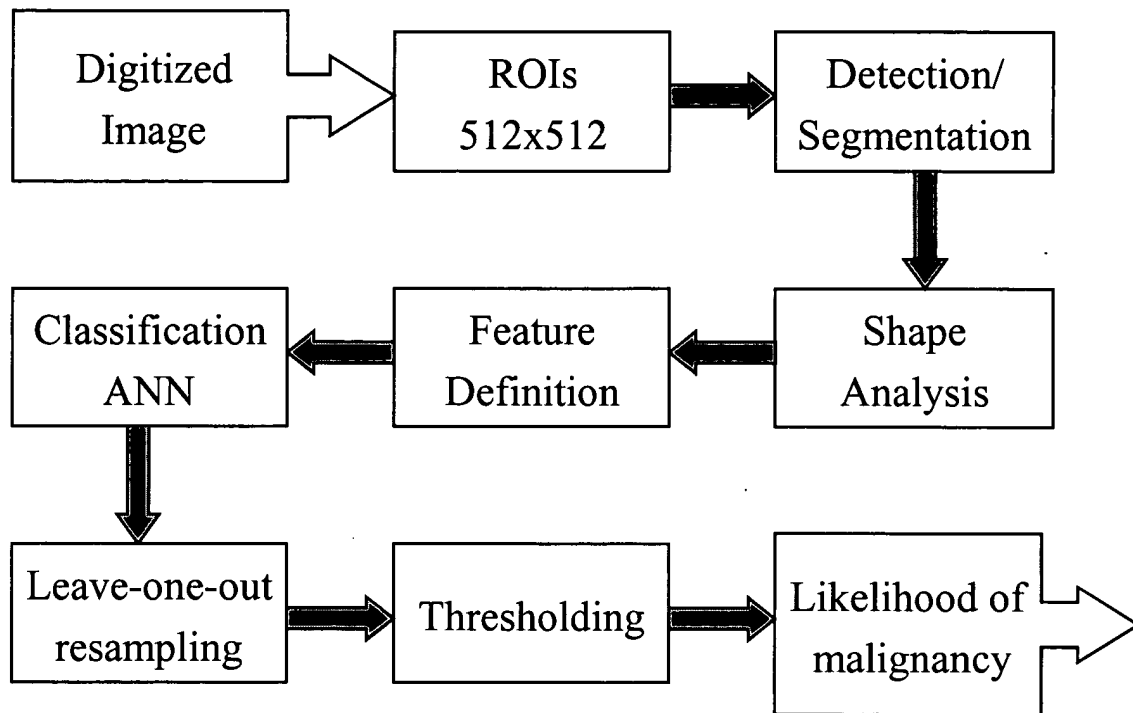 Digitized
Image
ROIs
512x512
Detection/
Segmentation
Shape
Analysis
Feature
Definition
Classification
ANN
Leave-one-out
resampling
Thresholding
Likelihood of
malignancy